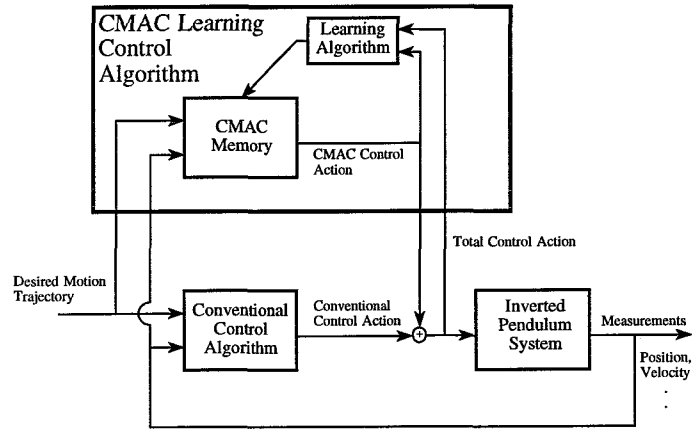 CMAC Learning
Control
Algorithm
Learning
Algorithm
CMAC
Memory
CMAC Control
Action
Total Control Action
Desired Motion
Trajectory
Conventional
Control
Algorithm
Conventional
Control Action
+
Inverted
Pendulum
System
Measurements
Position,
Velocity
.
.